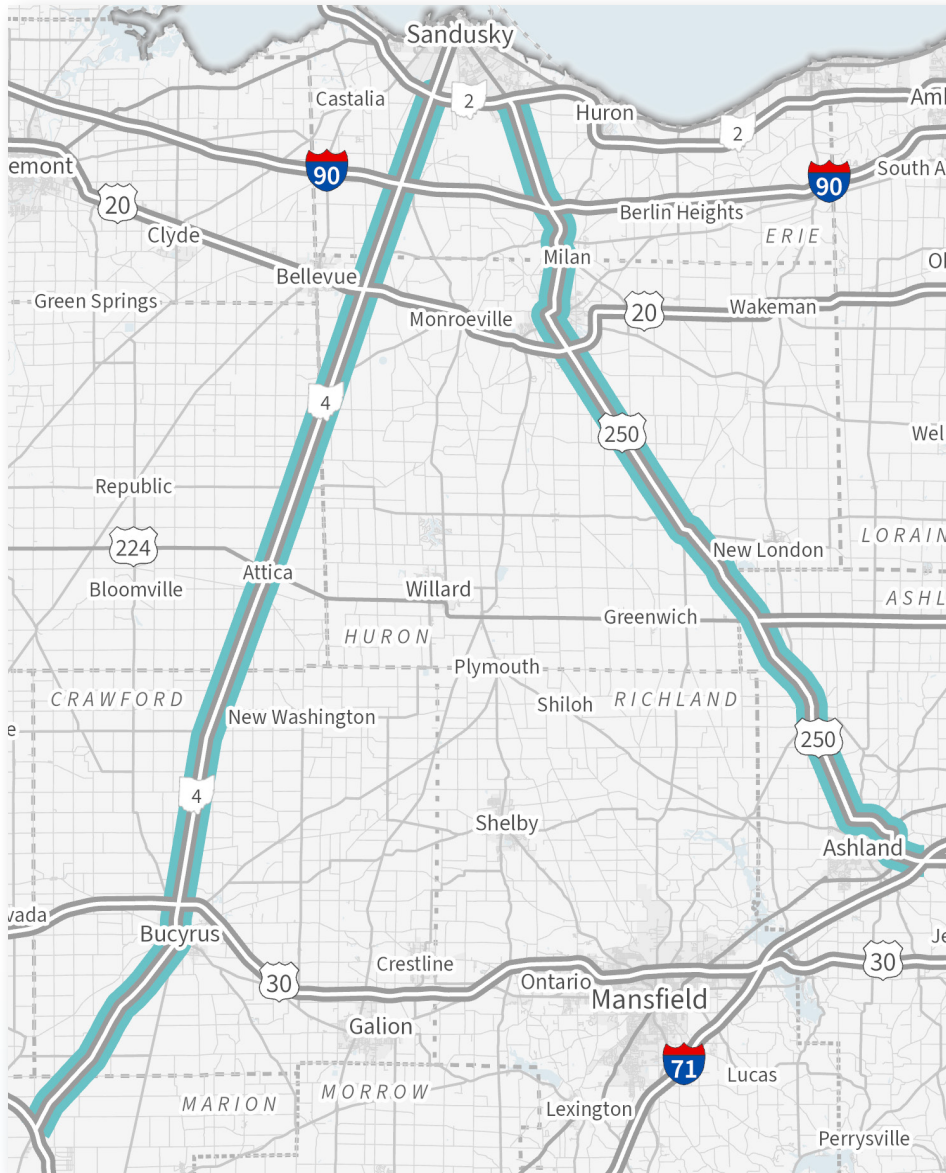 Sandusky
Castalia
2
Huron
Aml
2
emont
90
90
South A
20
Clyde
Berlin Heights
ERIE
Bellevue
Milan
Ol
Green Springs
Monroeville
20
Wakeman
4
250
Wel
Republic
224
Attica
New London
LORAIN
Bloomville
Willard
ASHL
Greenwich
HURON
Plymouth
CRAWFORD
Shiloh
RICHLAND
New Washington
e
250
4
Shelby
Ashland
vada
Bucyrus
Je
Crestline
30
Ontario
30
Mansfield
Galion
71
Lucas
MARION
MORROW
Lexington
Perrysville